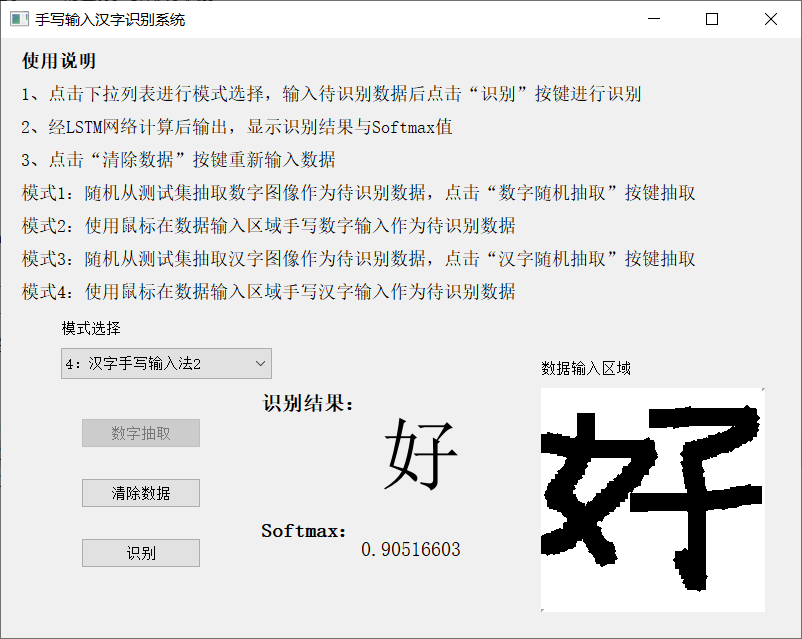 手写输入汉字识别系统
使用说明
1、点击下拉列表进行模式选择，输入待识别数据后点击“识别”按键进行识别
2、经LSTM网络计算后输出，显示识别结果与Softmax值
3、点击“清除数据”按键重新输入数据
模式1：随机从测试集抽取数字图像作为待识别数据，点击“数字随机抽取”按键抽取
模式2：使用鼠标在数据输入区域手写数字输入作为待识别数据
模式3：随机从测试集抽取汉字图像作为待识别数据，点击“汉字随机抽取”按键抽取
模式4：使用鼠标在数据输入区域手写汉字输入作为待识别数据
模式选择
4：汉字手写输入法2
数字抽取
清除数据
识别
识别结果：
好
Softmax：
0.90516603
数据输入区域
好